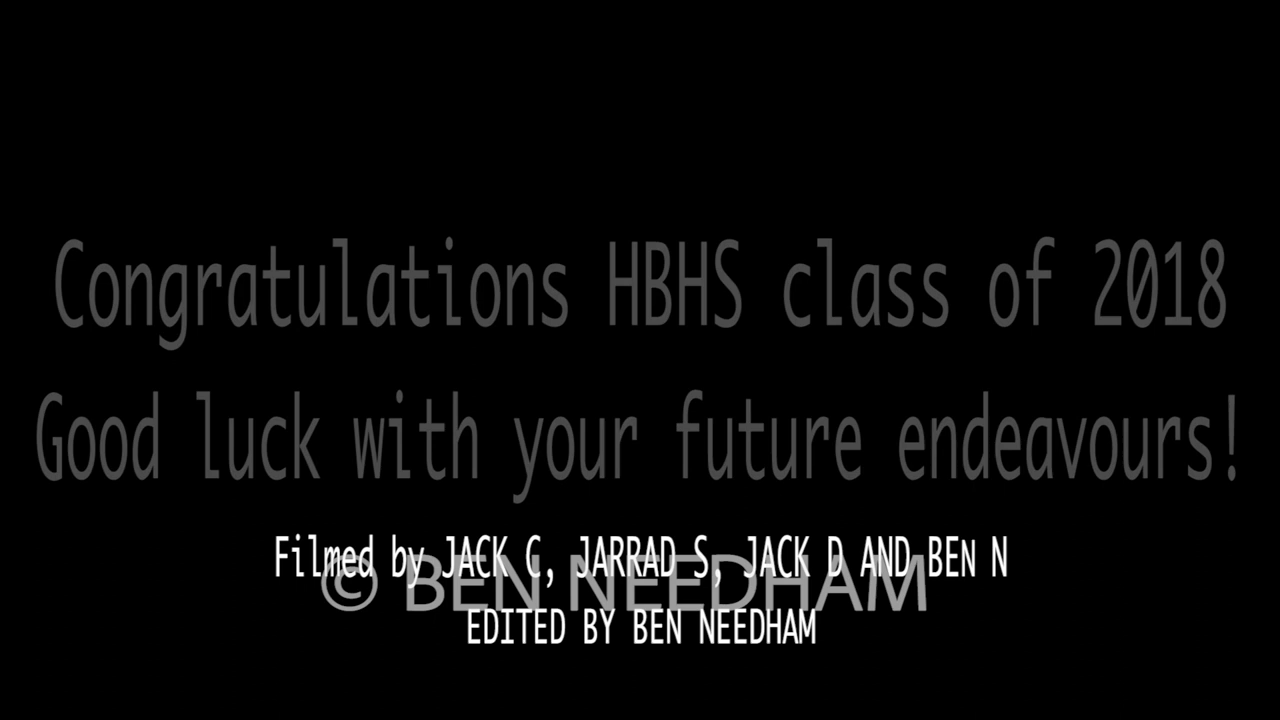 Congratulations HBHS class of 2018
Good luck with your future endeavours!
Filmed by JACK C, JARRAD S, JACK D AND BEN N
© BEN NEEDHAM
EDITED BY BEN NEEDHAM